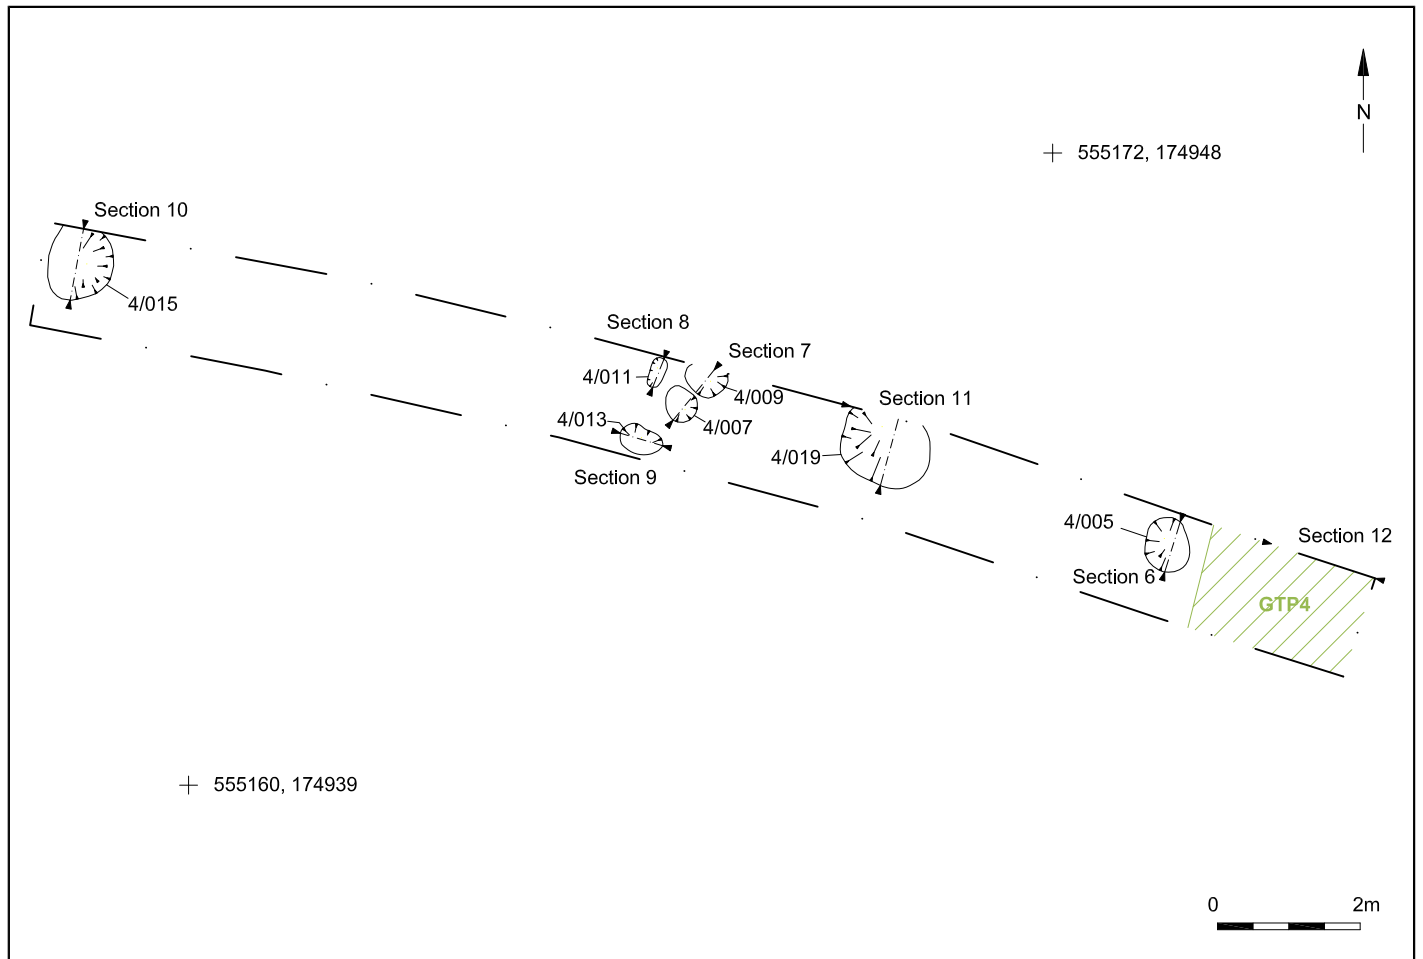 N
555172, 174948
Section 10
4/015
Section 8
Section 7
4/011
4/009
Section 11
4/013
4/007
4/019
Section 9
4/005
Section 12
Section 6
GTP4
555160, 174939
0 2m